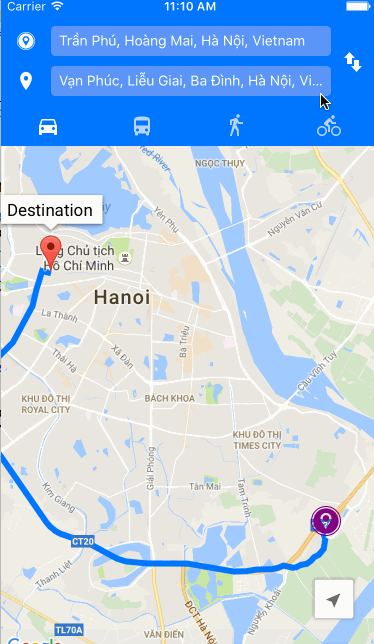 Carrier 11:10 AM
Trần Phú, Hoàng Mai, Hà Nội, Vietnam
Vạn Phúc, Liễu Giai, Ba Đình, Hà Nội, Vi...
NGỌC THỤY
Red-River
Yên Phụ
Nguyễn Văn Cừ
Destination
Lăng Chủ tịch
Hồ Chí Minh
Hanoi
La Thành
Bà Triệu
Xã Đàn
Thái Hà
Cầu Vĩnh Tuy
KHU ĐÔ THỊ
ROYAL CITY
BÁCH KHOA
KHU ĐÔ THỊ
TIMES CITY
Giải Phóng
Kim Giang
Tân Mai
Tam Trinh
CT20
Thanh Liệt
TL70A
VĂN ĐIỂN
ĐCT Hà Nội
Nguyễn Khoái
Google